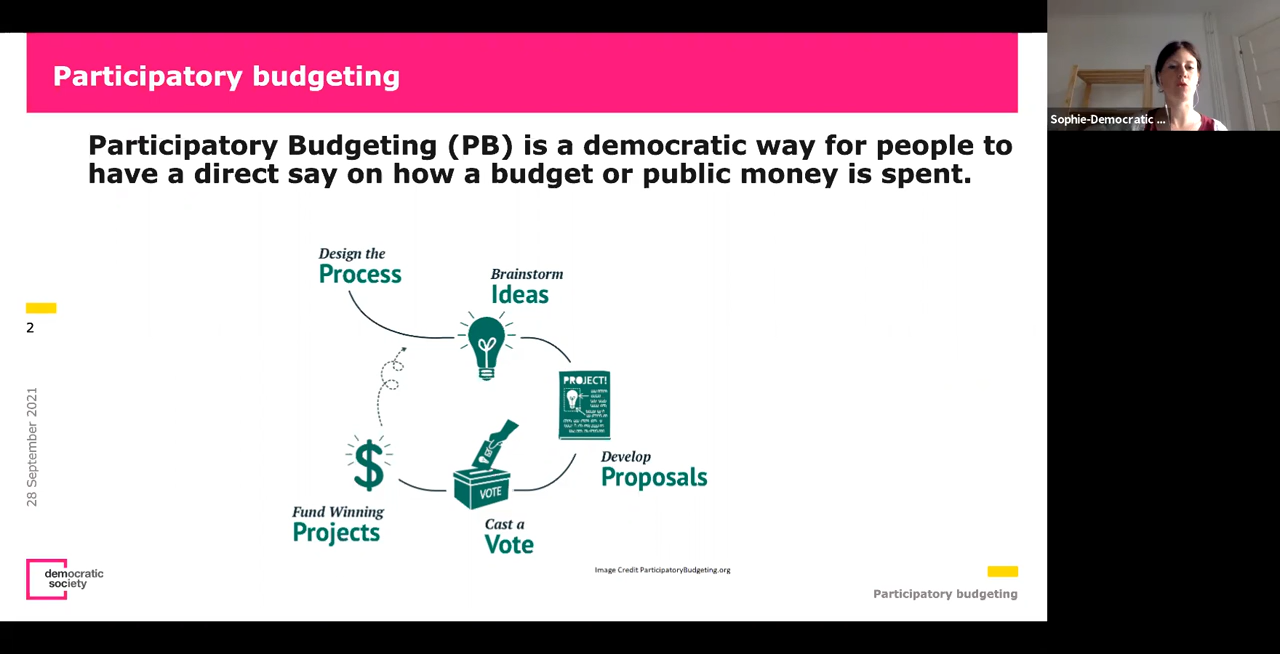 Participatory budgeting
Sophie-Democratic ...
Participatory Budgeting (PB) is a democratic way for people to
have a direct say on how a budget or public money is spent.
Design the
Process
Brainstorm
Ideas
PROJECT!
Develop
Proposals
VOTE
Cast a
Vote
Fund Winning
Projects
2
28 September 2021
democratic
society
Image Credit ParticipatoryBudgeting.org
Participatory budgeting